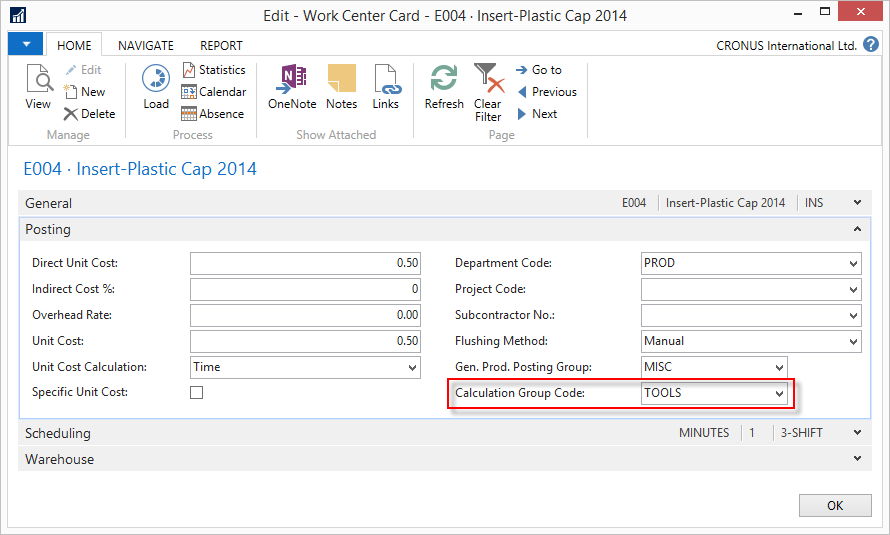 Edit - Work Center Card - E004 · Insert-Plastic Cap 2014
HOME NAVIGATE REPORT CRONUS International Ltd. ?
View Edit New Delete
Load Statistics Calendar Absence
OneNote Notes Links
Refresh Clear Filter Go to Previous Next
Manage Process Show Attached Page
E004 · Insert-Plastic Cap 2014
General E004 Insert-Plastic Cap 2014 INS
Posting
Direct Unit Cost: 0.50 Department Code: PROD
Indirect Cost %: 0 Project Code:
Overhead Rate: 0.00 Subcontractor No.:
Unit Cost: 0.50 Flushing Method: Manual
Unit Cost Calculation: Time Gen. Prod. Posting Group: MISC
Specific Unit Cost: Calculation Group Code: TOOLS
Scheduling MINUTES 1 3-SHIFT
Warehouse
OK